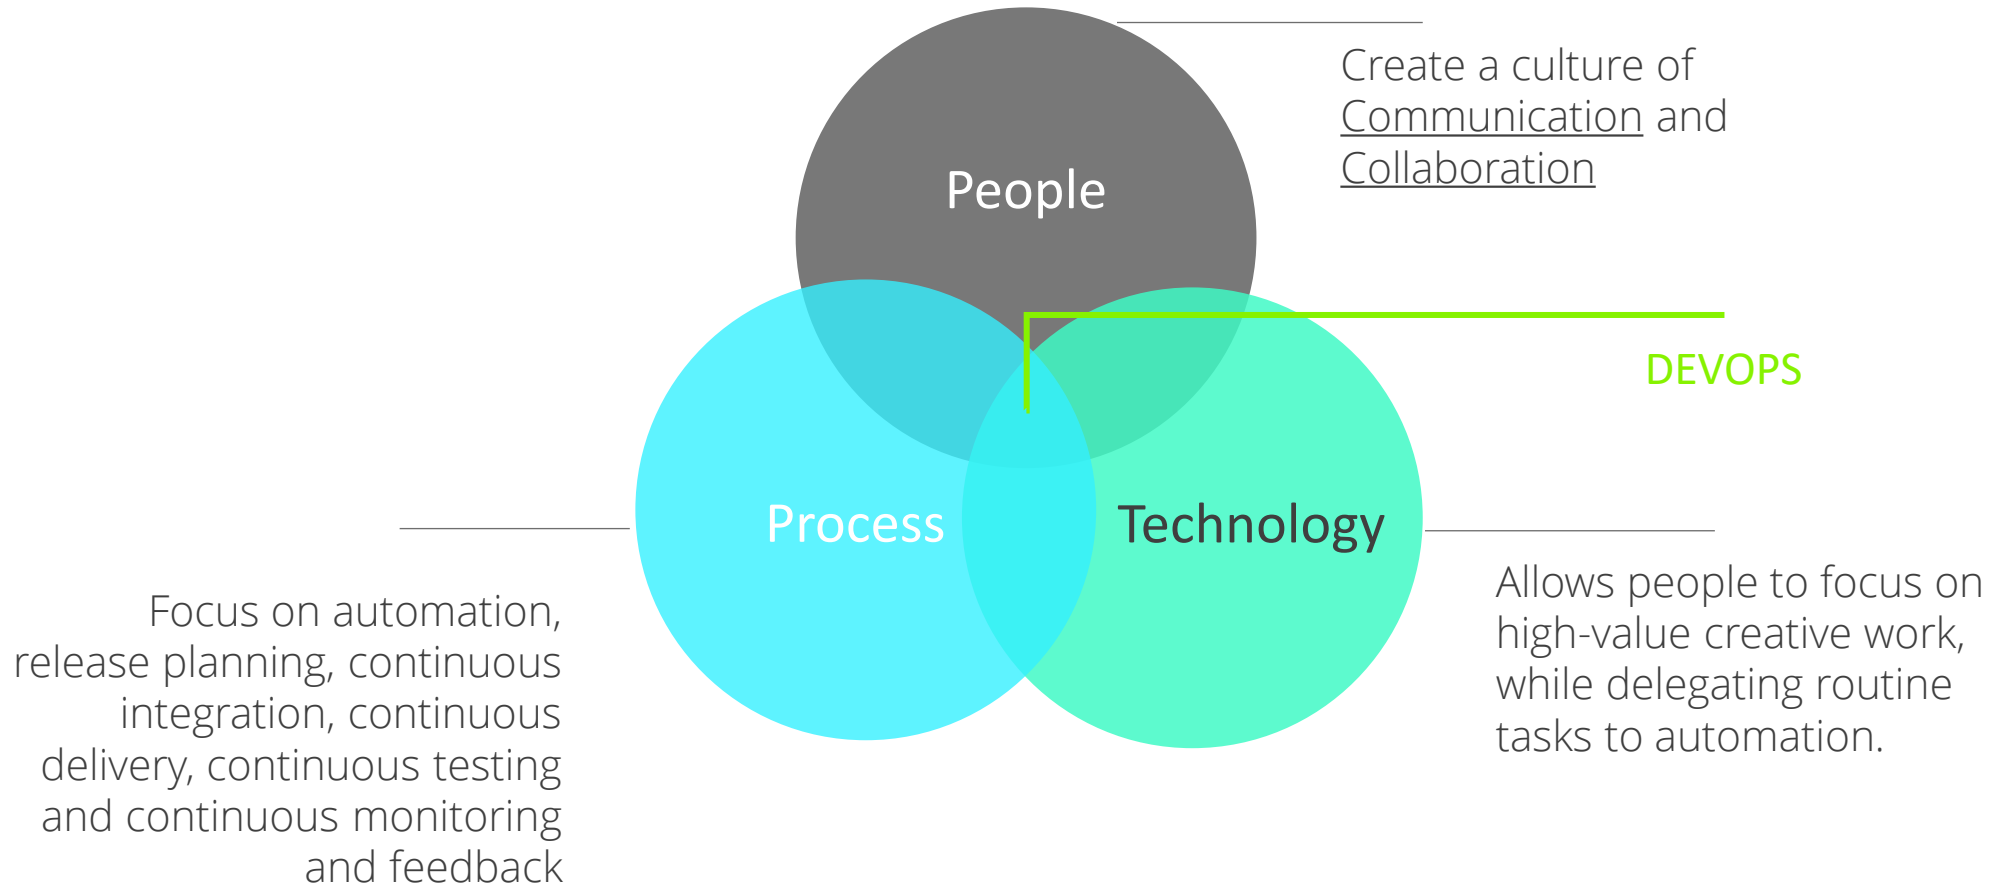 Create a culture of
Communication and
Collaboration
People
DEVOPS
Process
Technology
Focus on automation,
release planning, continuous
integration, continuous
delivery, continuous testing
and continuous monitoring
and feedback
Allows people to focus on
high-value creative work,
while delegating routine
tasks to automation.